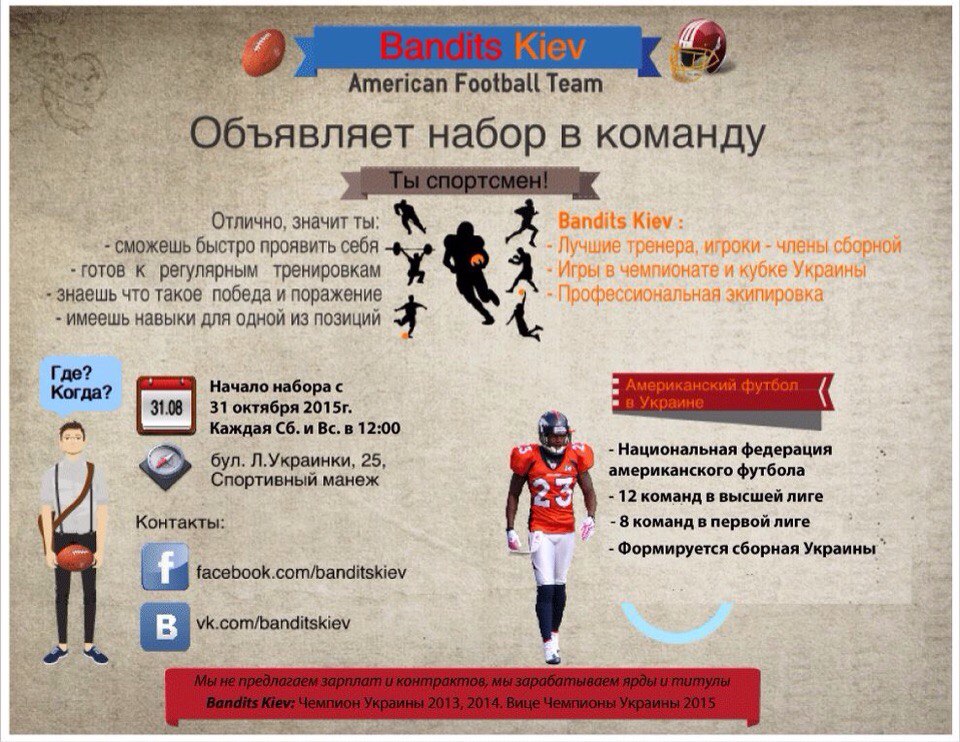 Bandits Kiev
American Football Team
Объявляет набор в команду
Ты спортсмен!
Отлично, значит ты:
- сможешь быстро проявить себя
- готов к регулярным тренировкам
- знаешь что такое победа и поражение
- имеешь навыки для одной из позиций
Bandits Kiev :
- Лучшие тренера, игроки - члены сборной
- Игры в чемпионате и кубке Украины
- Профессиональная экипировка
Где?
Когда?
31.08
Начало набора с
31 октября 2015г.
Каждая Сб. и Вс. в 12:00
бул. Л.Украинки, 25,
Спортивный манеж
Контакты:
f
facebook.com/banditskiev
B
vk.com/banditskiev
Американский футбол
в Украине
23
- Национальная федерация
американского футбола
- 12 команд в высшей лиге
- 8 команд в первой лиге
- Формируется сборная Украины
Мы не предлагаем зарплат и контрактов, мы зарабатываем ярды и титулы
Bandits Kiev: Чемпион Украины 2013, 2014. Вице Чемпионы Украины 2015